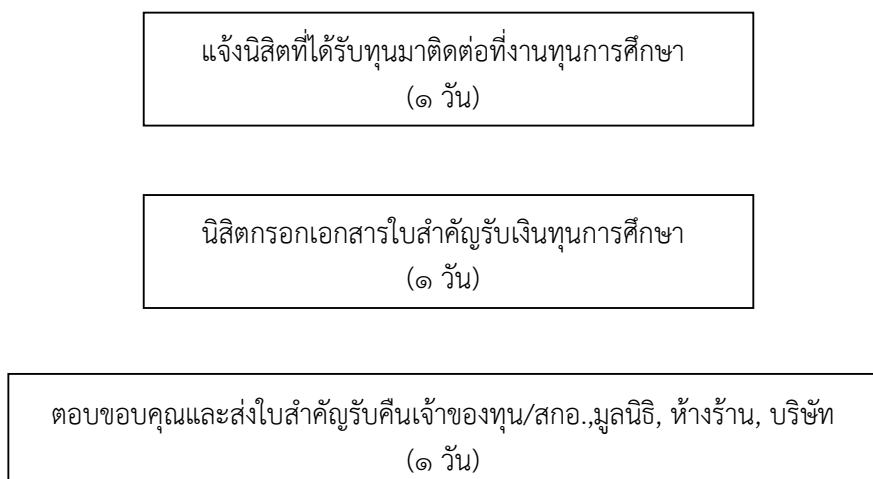 แจ้งนิสิตที่ได้รับทุนมาติดต่อที่งานทุนการศึกษา
(๑ วัน)
นิสิตกรอกเอกสารใบสำคัญรับเงินทุนการศึกษา
(๑ วัน)
ตอบขอบคุณและส่งใบสำคัญรับคืนเจ้าของทุน/สกอ.,มูลนิธิ, ห้างร้าน, บริษัท
(๑ วัน)